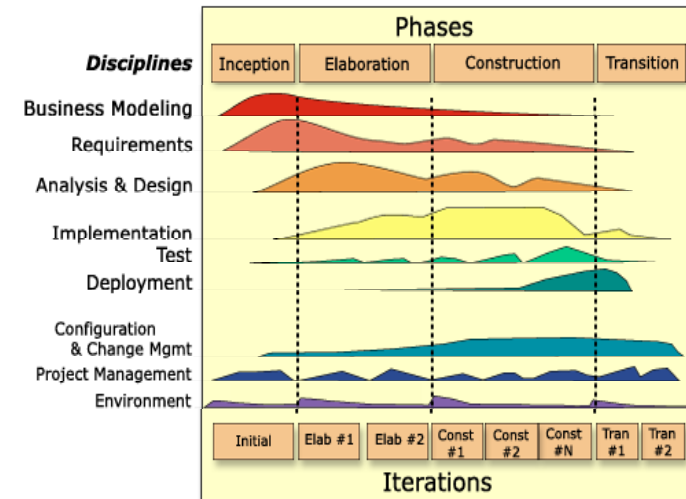 Phases
Disciplines
Inception
Elaboration
Construction
Transition
Business Modeling
Requirements
Analysis & Design
Implementation
Test
Deployment
Configuration
& Change Mgmt
Project Management
Environment
Initial
Elab #1
Elab #2
Const
#1
Const
#2
Const
#N
Tran
#1
Tran
#2
Iterations